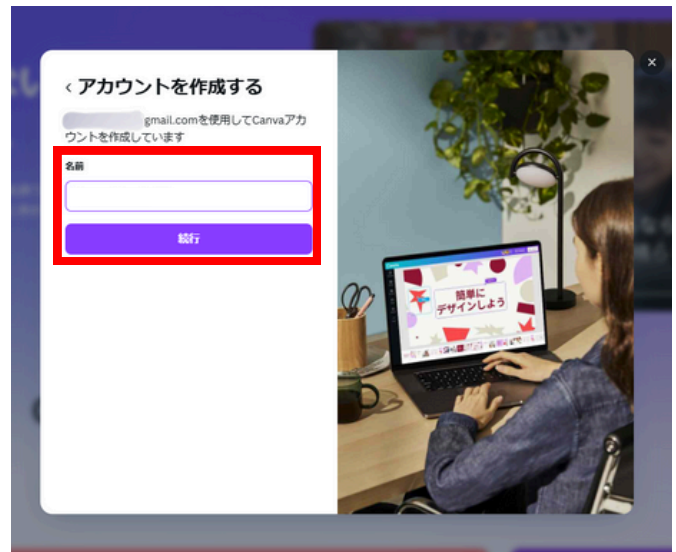 ‹ アカウントを作成する
gmail.comを使用してCanvaアカ
ウントを作成しています
名前
続行
簡単に
デザインしよう